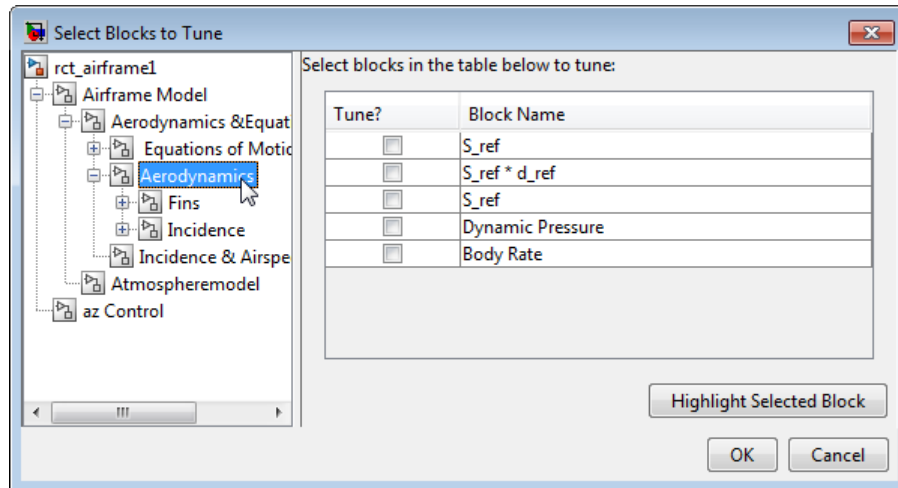 Select Blocks to Tune
rct_airframe1
Airframe Model
Aerodynamics &Equat
Equations of Motic
Aerodynamics
Fins
Incidence
Incidence & Airspe
Atmospheremodel
az Control
Select blocks in the table below to tune:
Tune? Block Name
S_ref
S_ref * d_ref
S_ref
Dynamic Pressure
Body Rate
Highlight Selected Block
OK Cancel